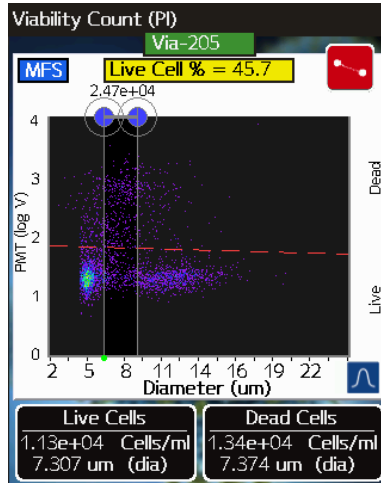 Viability Count (PI)
Via-205
MFS
Live Cell % = 45.7
2.47e+04
4
3
2
1
0
PMT (log V)
Dead
Live
2 5 8 11 14 16 19 22
Diameter (um)
Live Cells
1.13e+04 Cells/ml
7.307 um (dia)
Dead Cells
1.34e+04 Cells/ml
7.374 um (dia)